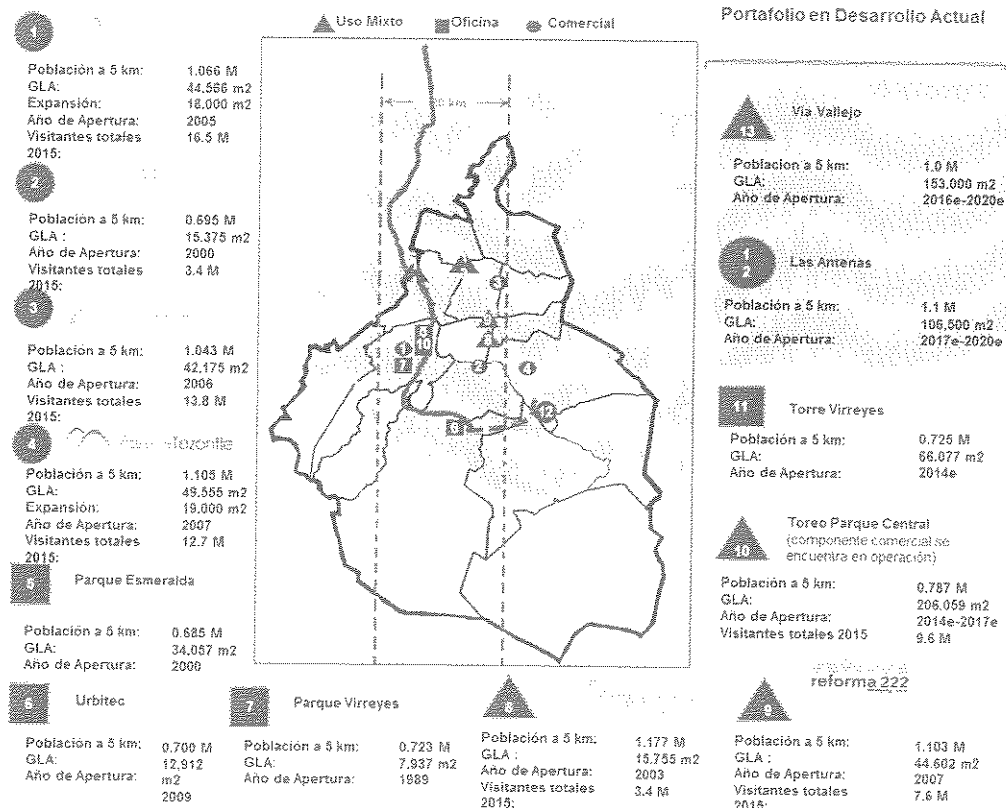 Uso Mixto Oficina Comercial
Portafolio en Desarrollo Actual
1
Población a 5 km: 1.066 M
GLA: 44.566 m2
Expansión: 18.000 m2
Año de Apertura: 2005
Visitantes totales 16.5 M
2015:
2
Población a 5 km: 0.695 M
GLA : 15.375 m2
Año de Apertura: 2000
Visitantes totales 3.4 M
2015:
3
Población a 5 km: 1.043 M
GLA : 42,175 m2
Año de Apertura: 2006
Visitantes totales 13.8 M
2015:
4 Tezontle
Población a 5 km: 1.105 M
GLA: 49.555 m2
Expansión: 19.000 m2
Año de Apertura: 2007
Visitantes totales 12.7 M
2015:
5 Parque Esmeralda
Población a 5 km: 0.685 M
GLA: 34,057 m2
Año de Apertura: 2000
6 Urbitec
Población a 5 km: 0.700 M
GLA: 12,912
Año de Apertura: m2
2009
7 Parque Virreyes
Población a 5 km: 0.723 M
GLA: 7.937 m2
Año de Apertura: 1989
8
Población a 5 km: 1.177 M
GLA : 15.755 m2
Año de Apertura: 2003
Visitantes totales 3.4 M
2015:
reforma 222
9
Población a 5 km: 1.103 M
GLA : 44.602 m2
Año de Apertura: 2007
Visitantes totales 7.6 M
2015:
13 Via Vallejo
Poblacion a 5 km: 1.0 M
GLA: 153.000 m2
Año de Apertura: 2016e-2020e
1
2 Las Antenas
Población a 5 km: 1.1 M
GLA: 106,500 m2
Año de Apertura: 2017e-2020e
11 Torre Virreyes
Población a 5 km: 0.725 M
GLA: 66.077 m2
Año de Apertura: 2014e
10 Toreo Parque Central
(componente comercial se
encuentra en operación)
Población a 5 km: 0.787 M
GLA: 206.059 m2
Año de Apertura: 2014e-2017e
Visitantes totales 2015 9.6 M
km
3
1
10
7
2
4
12
6